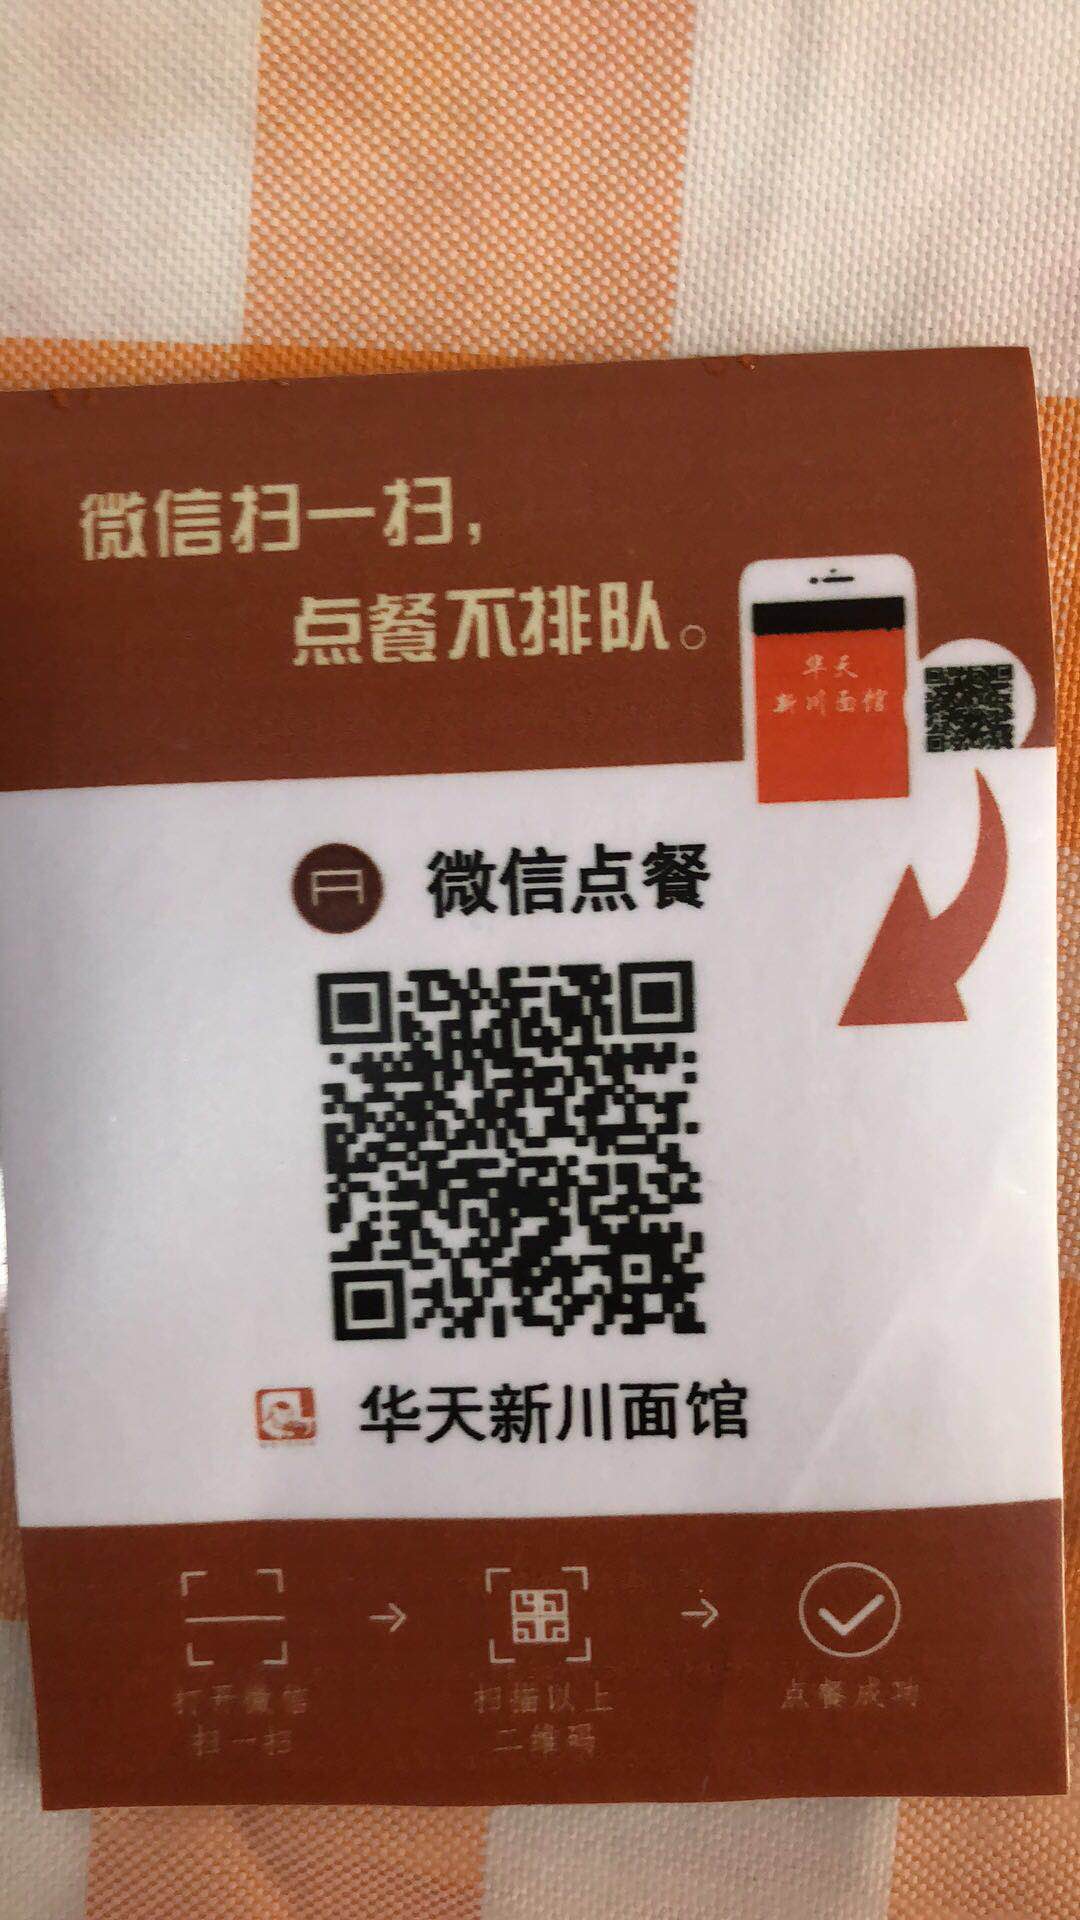 微信扫一扫，
点餐不排队。
华天
新川面馆
微信点餐
华天新川面馆
打开微信
扫一扫
扫描以上
二维码
点餐成功